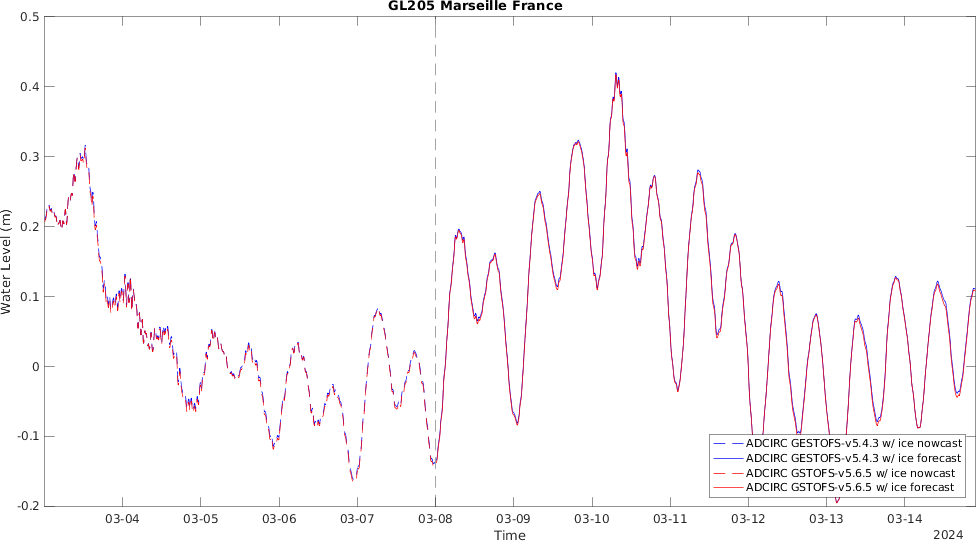 GL205 Marseille France
0.5
0.4
0.3
0.2
0.1
0
-0.1
-0.2
Water Level (m)
ADCIRC GESTOFS-v5.4.3 w/ ice nowcast
ADCIRC GESTOFS-v5.4.3 w/ ice forecast
ADCIRC GSTOFS-v5.6.5 w/ ice nowcast
ADCIRC GSTOFS-v5.6.5 w/ ice forecast
03-04 03-05 03-06 03-07 03-08 03-09 03-10 03-11 03-12 03-13 03-14
Time
2024